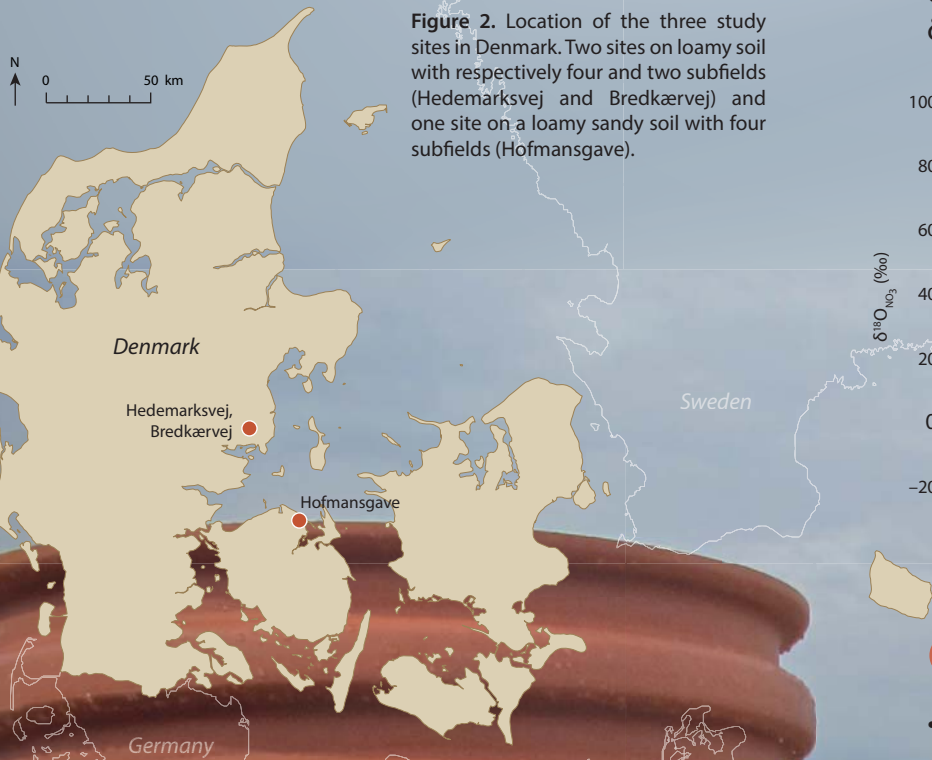 Figure 2. Location of the three study
sites in Denmark. Two sites on loamy soil
with respectively four and two subfields
(Hedemarksvej and Bredkærvej) and
one site on a loamy sandy soil with four
subfields (Hofmansgave).
N
0 50 km
Denmark
Hedemarksvej,
Bredkærvej
Hofmansgave
Sweden
Germany
δ¹⁸O NO₃ (‰)
100
80
60
40
20
0
–20